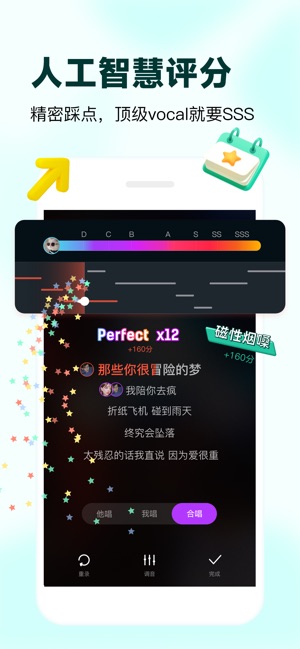 人工智慧评分
精密踩点，顶级vocal就要SSS
D C B A S SS SSS
Perfect x12
+160分
磁性烟嗓
+160分
那些你很冒险的梦
我陪你去疯
折纸飞机 碰到雨天
终究会坠落
太残忍的话我直说 因为爱很重
他唱 我唱 合唱
重录 调音 完成